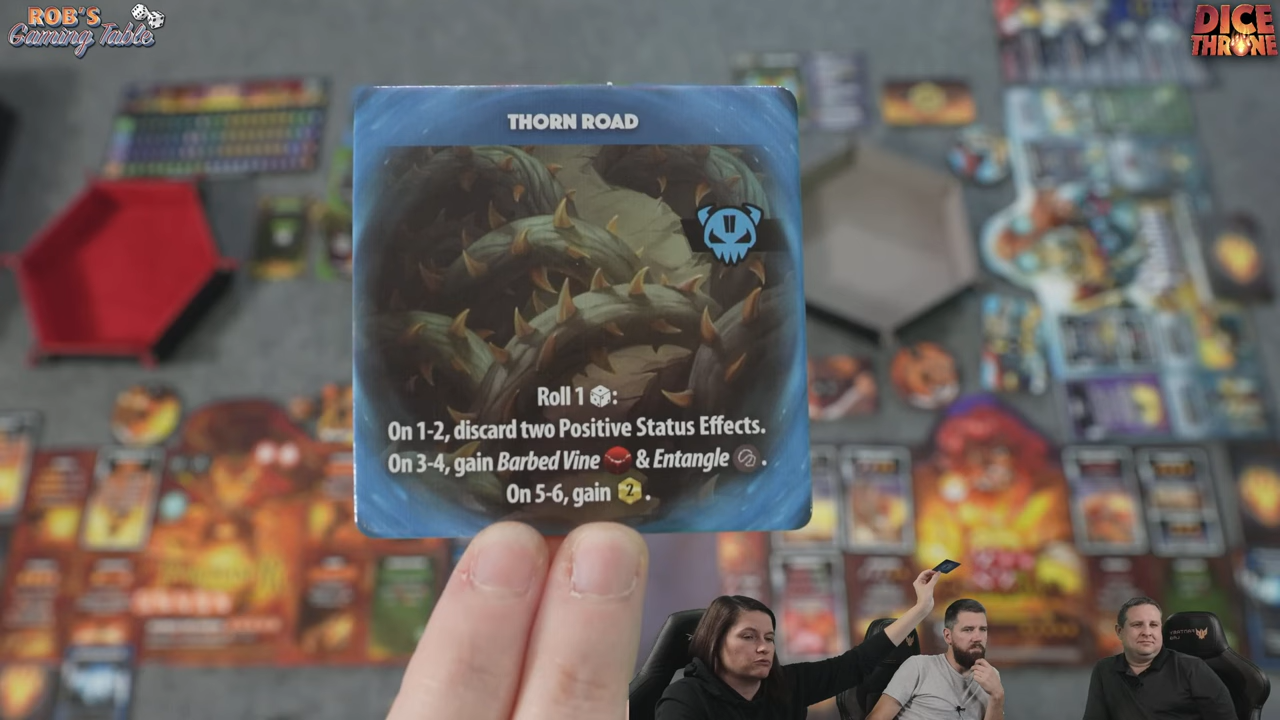 ROB'S
Gaming Table
DICE
THRONE
THORN ROAD
II
Roll 1 :
On 1-2, discard two Positive Status Effects.
On 3-4, gain Barbed Vine & Entangle .
On 5-6, gain 2 .